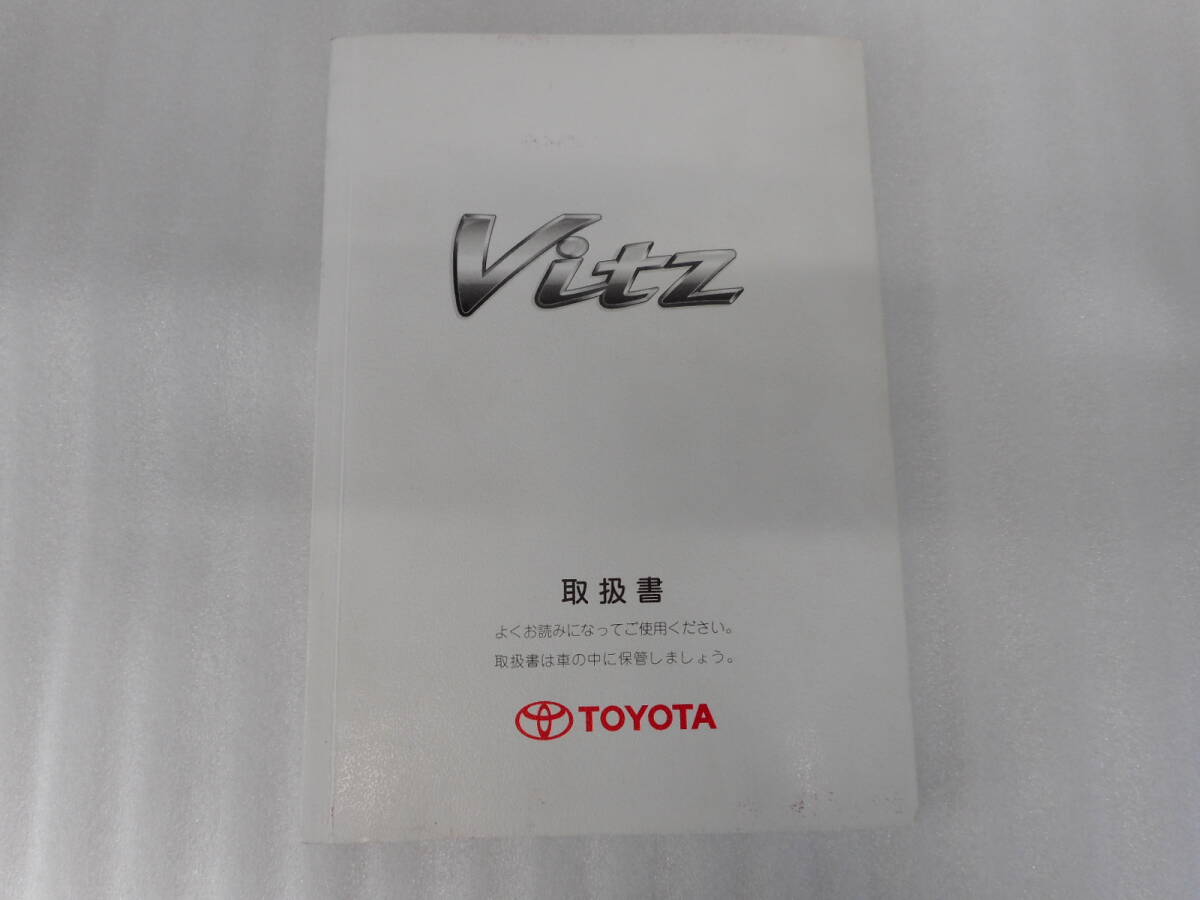 Vitz
取扱書
よくお読みになってご使用ください。
取扱書は車の中に保管しましょう。
TOYOTA